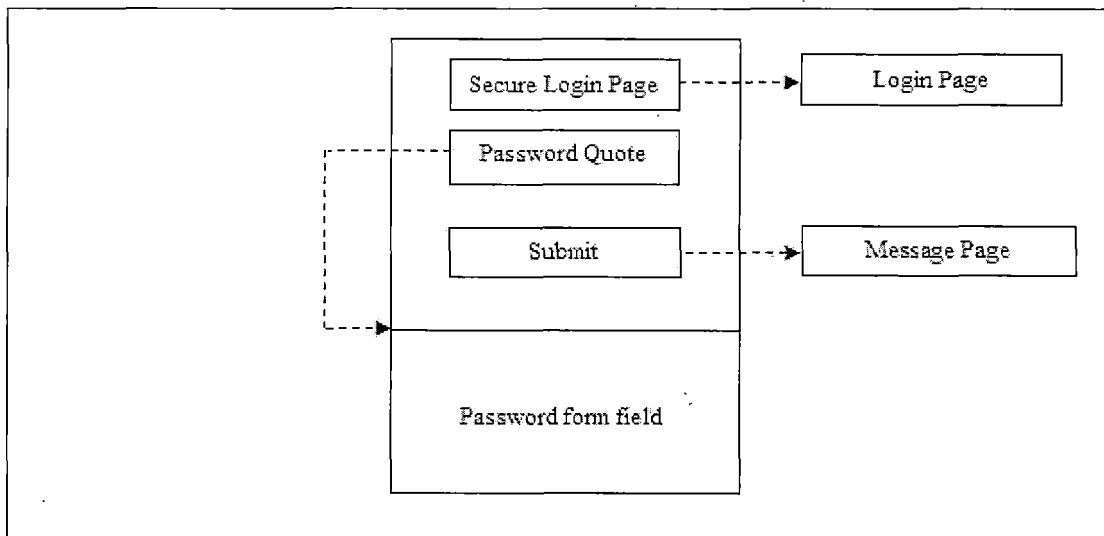 Secure Login Page
Login Page
Password Quote
Submit
Message Page
Password form field